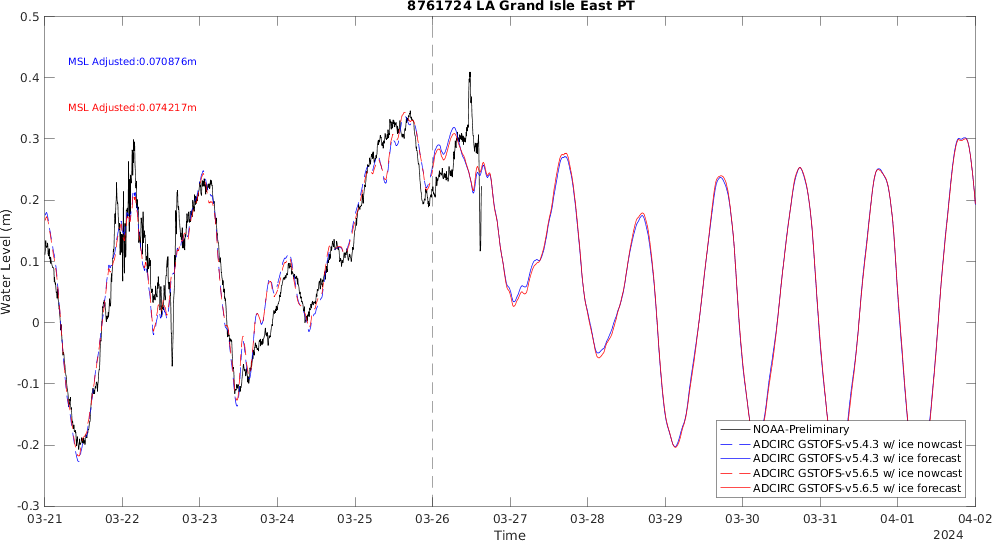 8761724 LA Grand Isle East PT
0.5
MSL Adjusted:0.070876m
0.4
MSL Adjusted:0.074217m
0.3
0.2
Water Level (m)
0.1
0
-0.1
-0.2
-0.3
NOAA-Preliminary
ADCIRC GSTOFS-v5.4.3 w/ ice nowcast
ADCIRC GSTOFS-v5.4.3 w/ ice forecast
ADCIRC GSTOFS-v5.6.5 w/ ice nowcast
ADCIRC GSTOFS-v5.6.5 w/ ice forecast
03-21 03-22 03-23 03-24 03-25 03-26 03-27 03-28 03-29 03-30 03-31 04-01 04-02
Time
2024